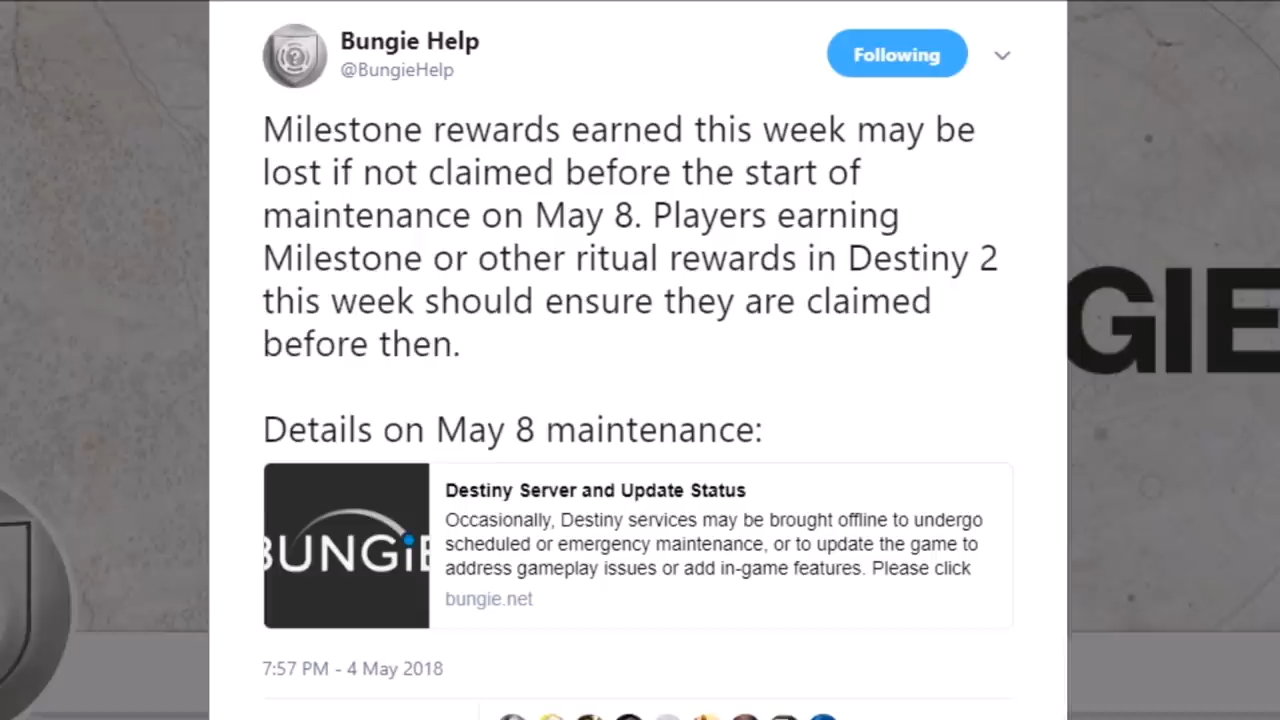 Bungie Help
@BungieHelp
Following
Milestone rewards earned this week may be
lost if not claimed before the start of
maintenance on May 8. Players earning
Milestone or other ritual rewards in Destiny 2
this week should ensure they are claimed
before then.
Details on May 8 maintenance:
BUNGiE
Destiny Server and Update Status
Occasionally, Destiny services may be brought offline to undergo
scheduled or emergency maintenance, or to update the game to
address gameplay issues or add in-game features. Please click
bungie.net
7:57 PM - 4 May 2018
GIE